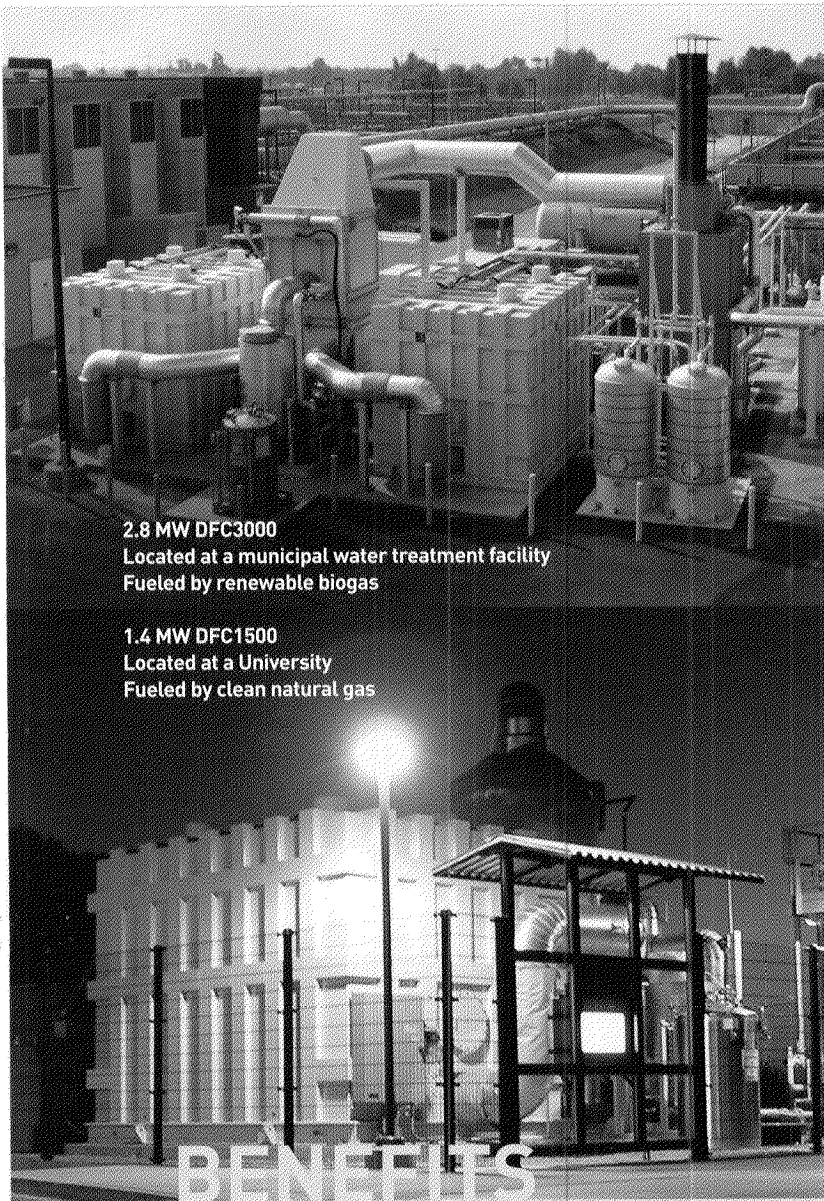 2.8 MW DFC3000
Located at a municipal water treatment facility
Fueled by renewable biogas
1.4 MW DFC1500
Located at a University
Fueled by clean natural gas
BENEFITS